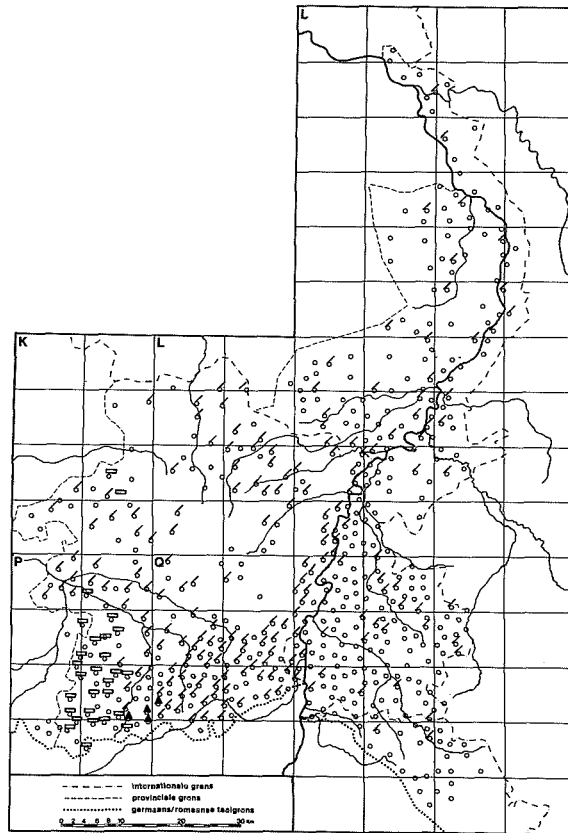 L
K
L
P
Q
internationale grens
provinciale grens
germaans/romaanse taalgrens
0 2 4 6 8 10 20 30 km